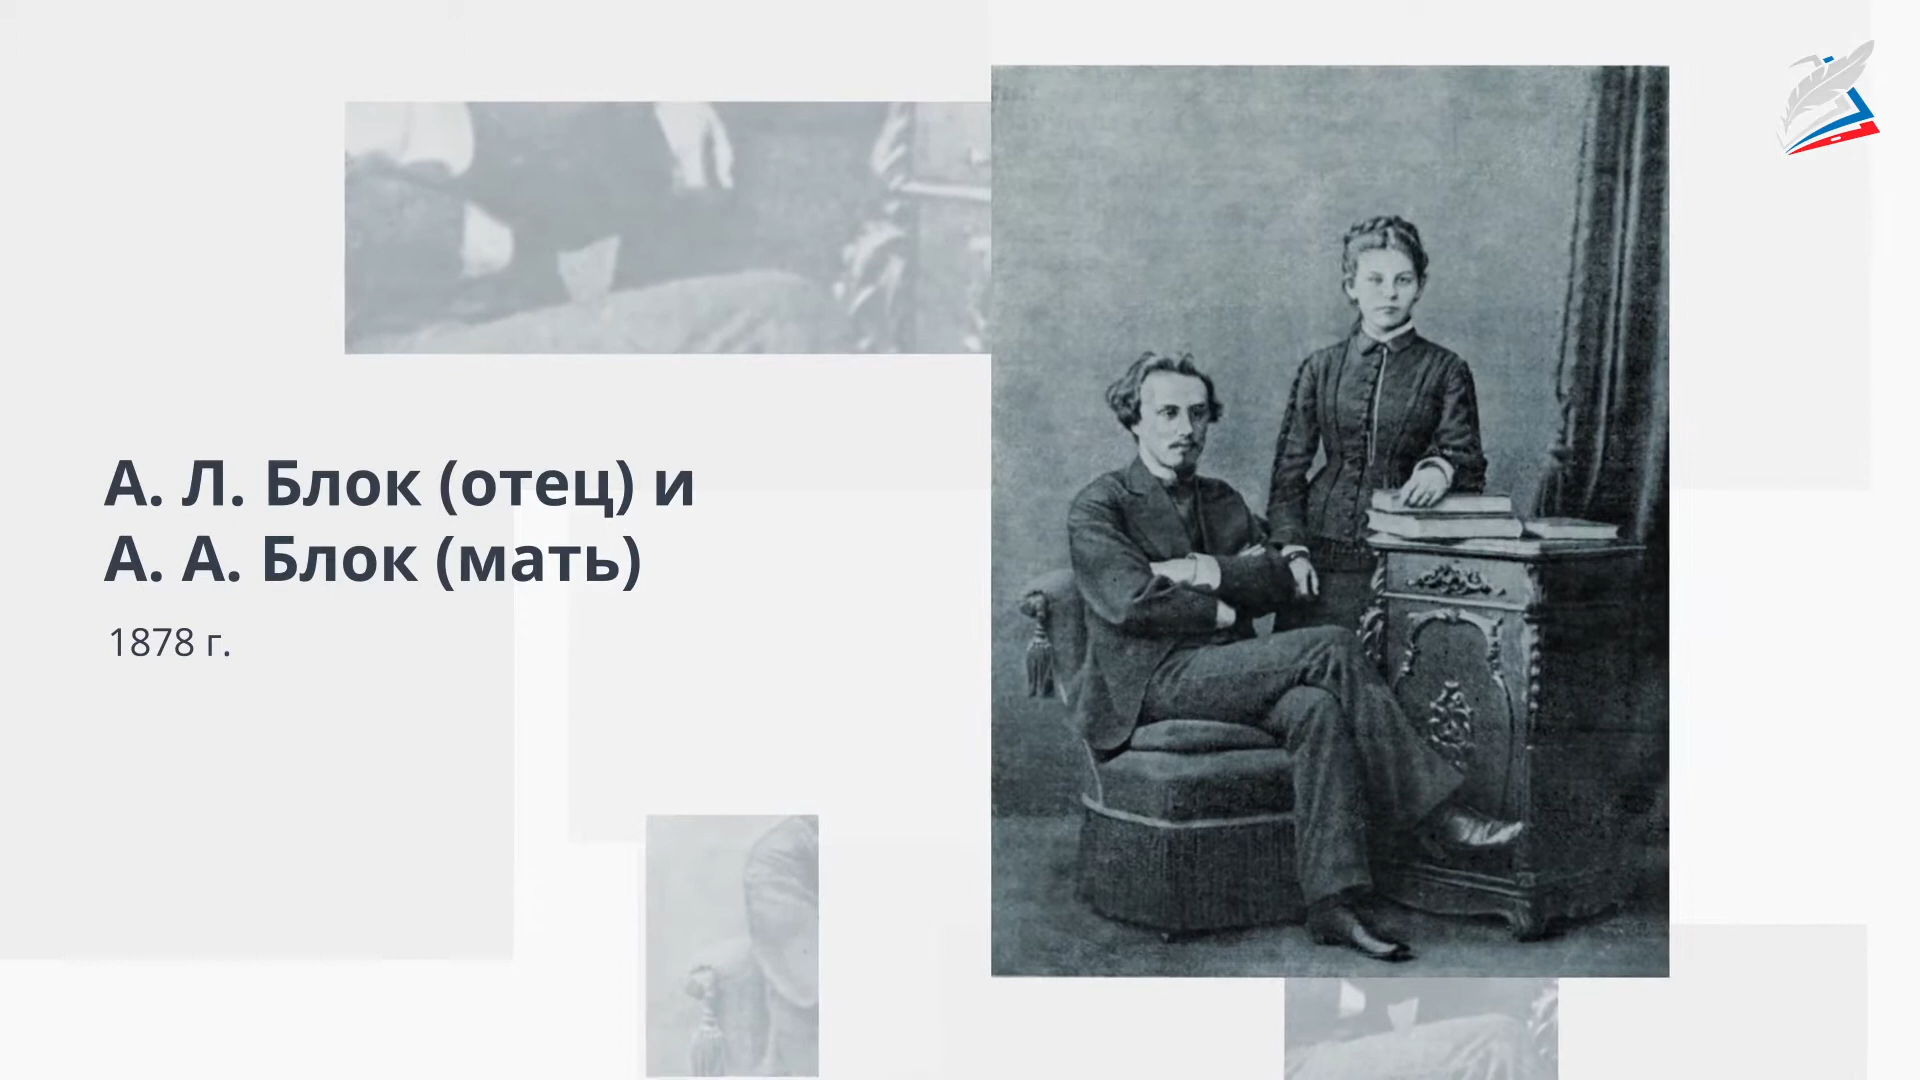 А. Л. Блок (отец) и
А. А. Блок (мать)
1878 г.